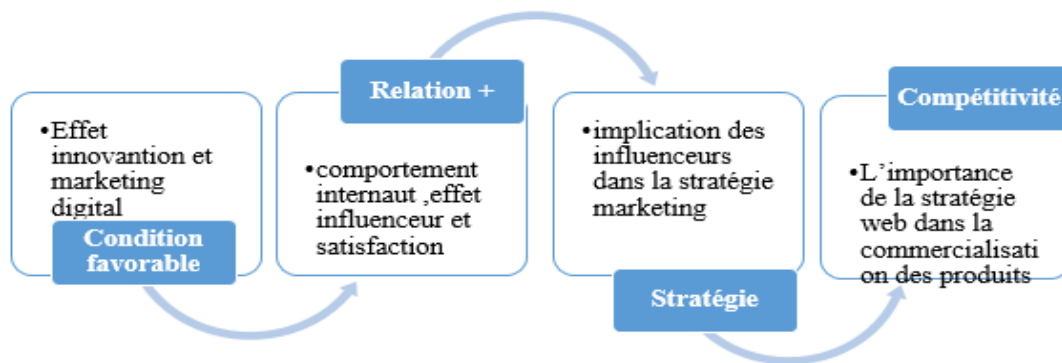 •Effet
innovantion et
marketing
digital
Condition
favorable
Relation +
•comportement
internaut ,effet
influenceur et
satisfaction
•implication des
influenceurs
dans la stratégie
marketing
Stratégie
Compétitivité
•L’importance
de la stratégie
web dans la
commercialisati
on des produits